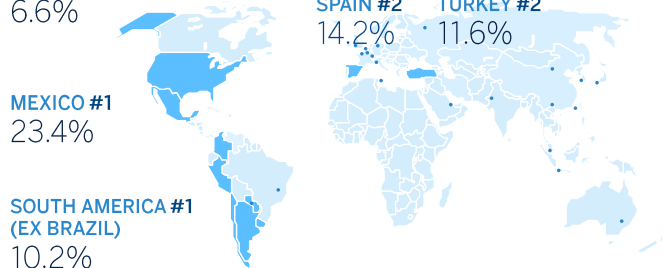 6.6%
SPAIN #2
14.2%
TURKEY #2
11.6%
MEXICO #1
23.4%
SOUTH AMERICA #1
(EX BRAZIL)
10.2%